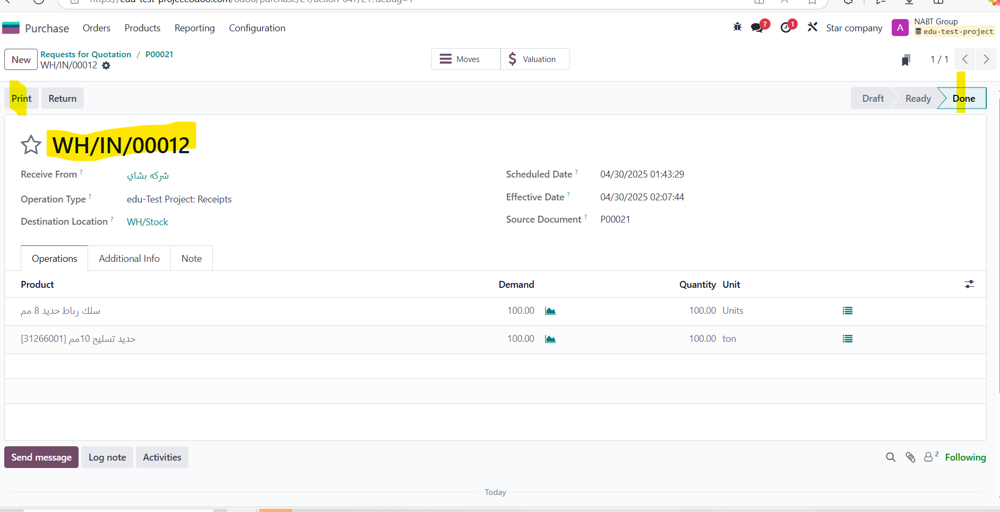 Purchase Orders Products Reporting Configuration 7 1 Star company A NABT Group
edu-test-project
New Requests for Quotation / P00021
WH/IN/00012
Moves Valuation 1 / 1
Print Return Draft Ready Done
WH/IN/00012
Receive From ? شركه بشاي
Operation Type ? edu-Test Project: Receipts
Destination Location ? WH/Stock
Scheduled Date ? 04/30/2025 01:43:29
Effective Date ? 04/30/2025 02:07:44
Source Document ? P00021
Operations Additional Info Note
Product Demand Quantity Unit
سلك رباط حديد 8 مم 100.00 100.00 Units
[31266001] حديد تسليح 10مم 100.00 100.00 ton
Send message Log note Activities 2 Following
Today